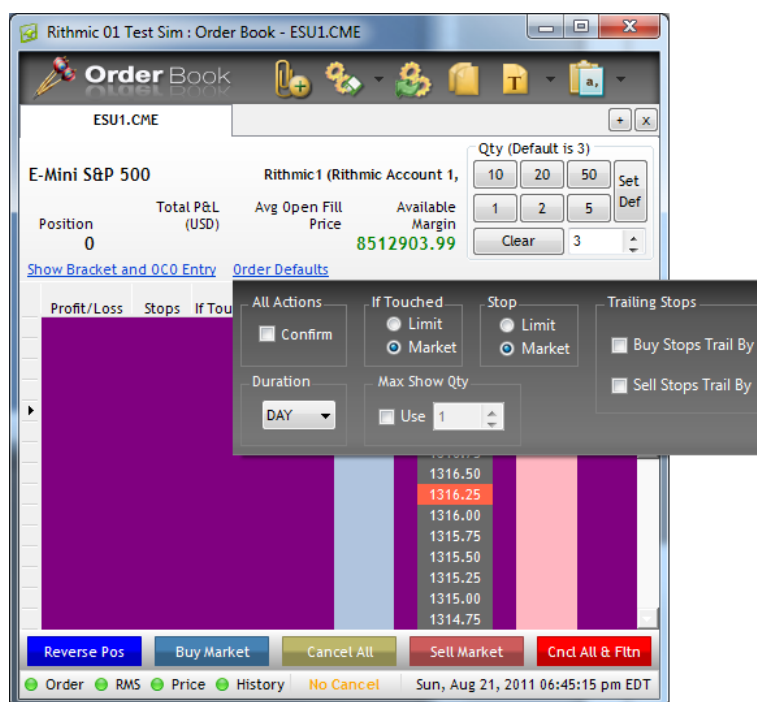 Rithmic 01 Test Sim : Order Book - ESU1.CME
Order Book
T
a,
ESU1.CME
+ x
Qty (Default is 3)
E-Mini S&P 500 Rithmic1 (Rithmic Account 1,
10 20 50 Set Def
1 2 5
Clear 3
Position Total P&L (USD) Avg Open Fill Price Available Margin
0 8512903.99
Show Bracket and OCO Entry Order Defaults
Profit/Loss Stops If Tou
All Actions If Touched Stop Trailing Stops
Confirm Limit Limit
Market Market Buy Stops Trail By
Duration Max Show Qty Sell Stops Trail By
DAY Use 1
1316.50
1316.25
1316.00
1315.75
1315.50
1315.25
1315.00
1314.75
Reverse Pos Buy Market Cancel All Sell Market Cncl All & Fltn
Order RMS Price History No Cancel Sun, Aug 21, 2011 06:45:15 pm EDT